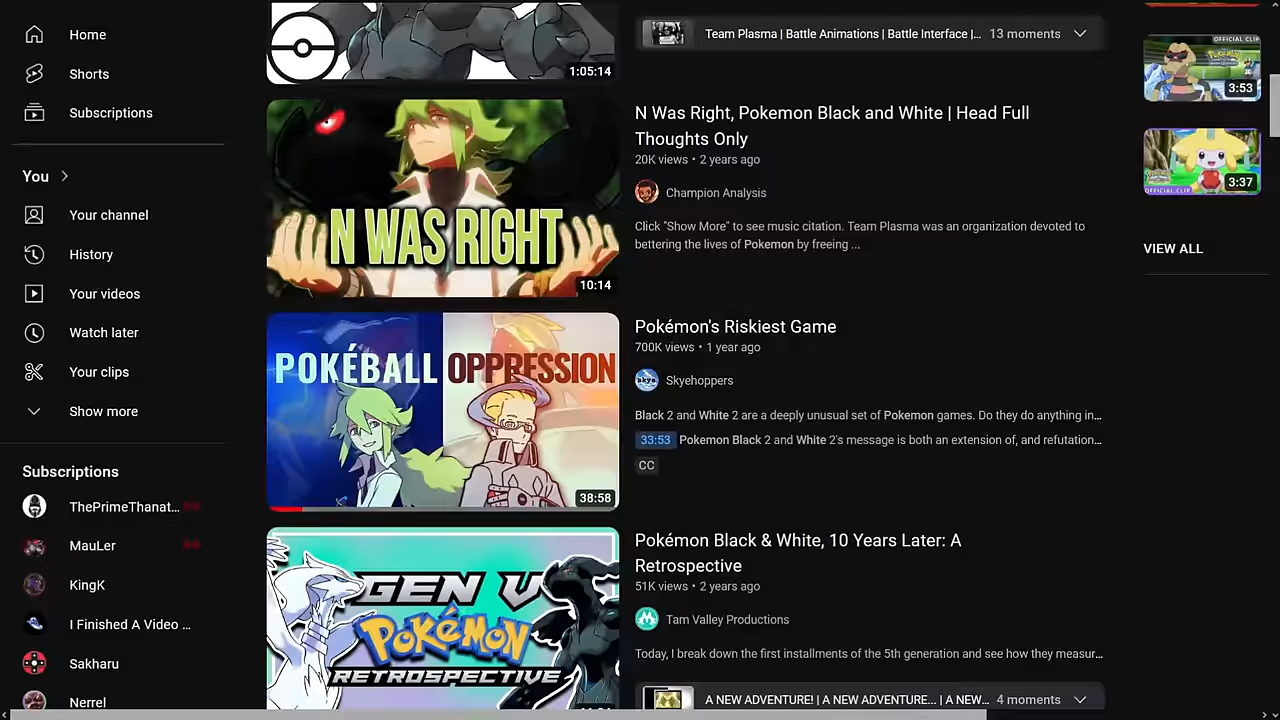 Home
Shorts
Subscriptions
You
Your channel
History
Your videos
Watch later
Your clips
Show more
Subscriptions
ThePrimeThanat...
MauLer
KingK
I Finished A Video ...
Sakharu
Nerrel
1:05:14
Team Plasma | Battle Animations | Battle Interface |... 13 moments
N WAS RIGHT
10:14
N Was Right, Pokemon Black and White | Head Full
Thoughts Only
20K views • 2 years ago
Champion Analysis
Click "Show More" to see music citation. Team Plasma was an organization devoted to
bettering the lives of Pokemon by freeing ...
POKÉBALL OPPRESSION
38:58
Pokémon's Riskiest Game
700K views • 1 year ago
skye.
Skyehoppers
Black 2 and White 2 are a deeply unusual set of Pokemon games. Do they do anything in...
33:53 Pokemon Black 2 and White 2's message is both an extension of, and refutation...
CC
GEN V
POKéMON
RETROSPECTIVE
Pokémon Black & White, 10 Years Later: A
Retrospective
51K views • 2 years ago
Tam Valley Productions
Today, I break down the first installments of the 5th generation and see how they measur...
A NEW ADVENTURE! | A NEW ADVENTURE... | A NEW... 4 moments
OFFICIAL CLIP
Pokémon
3:53
OFFICIAL CLIP
3:37
VIEW ALL